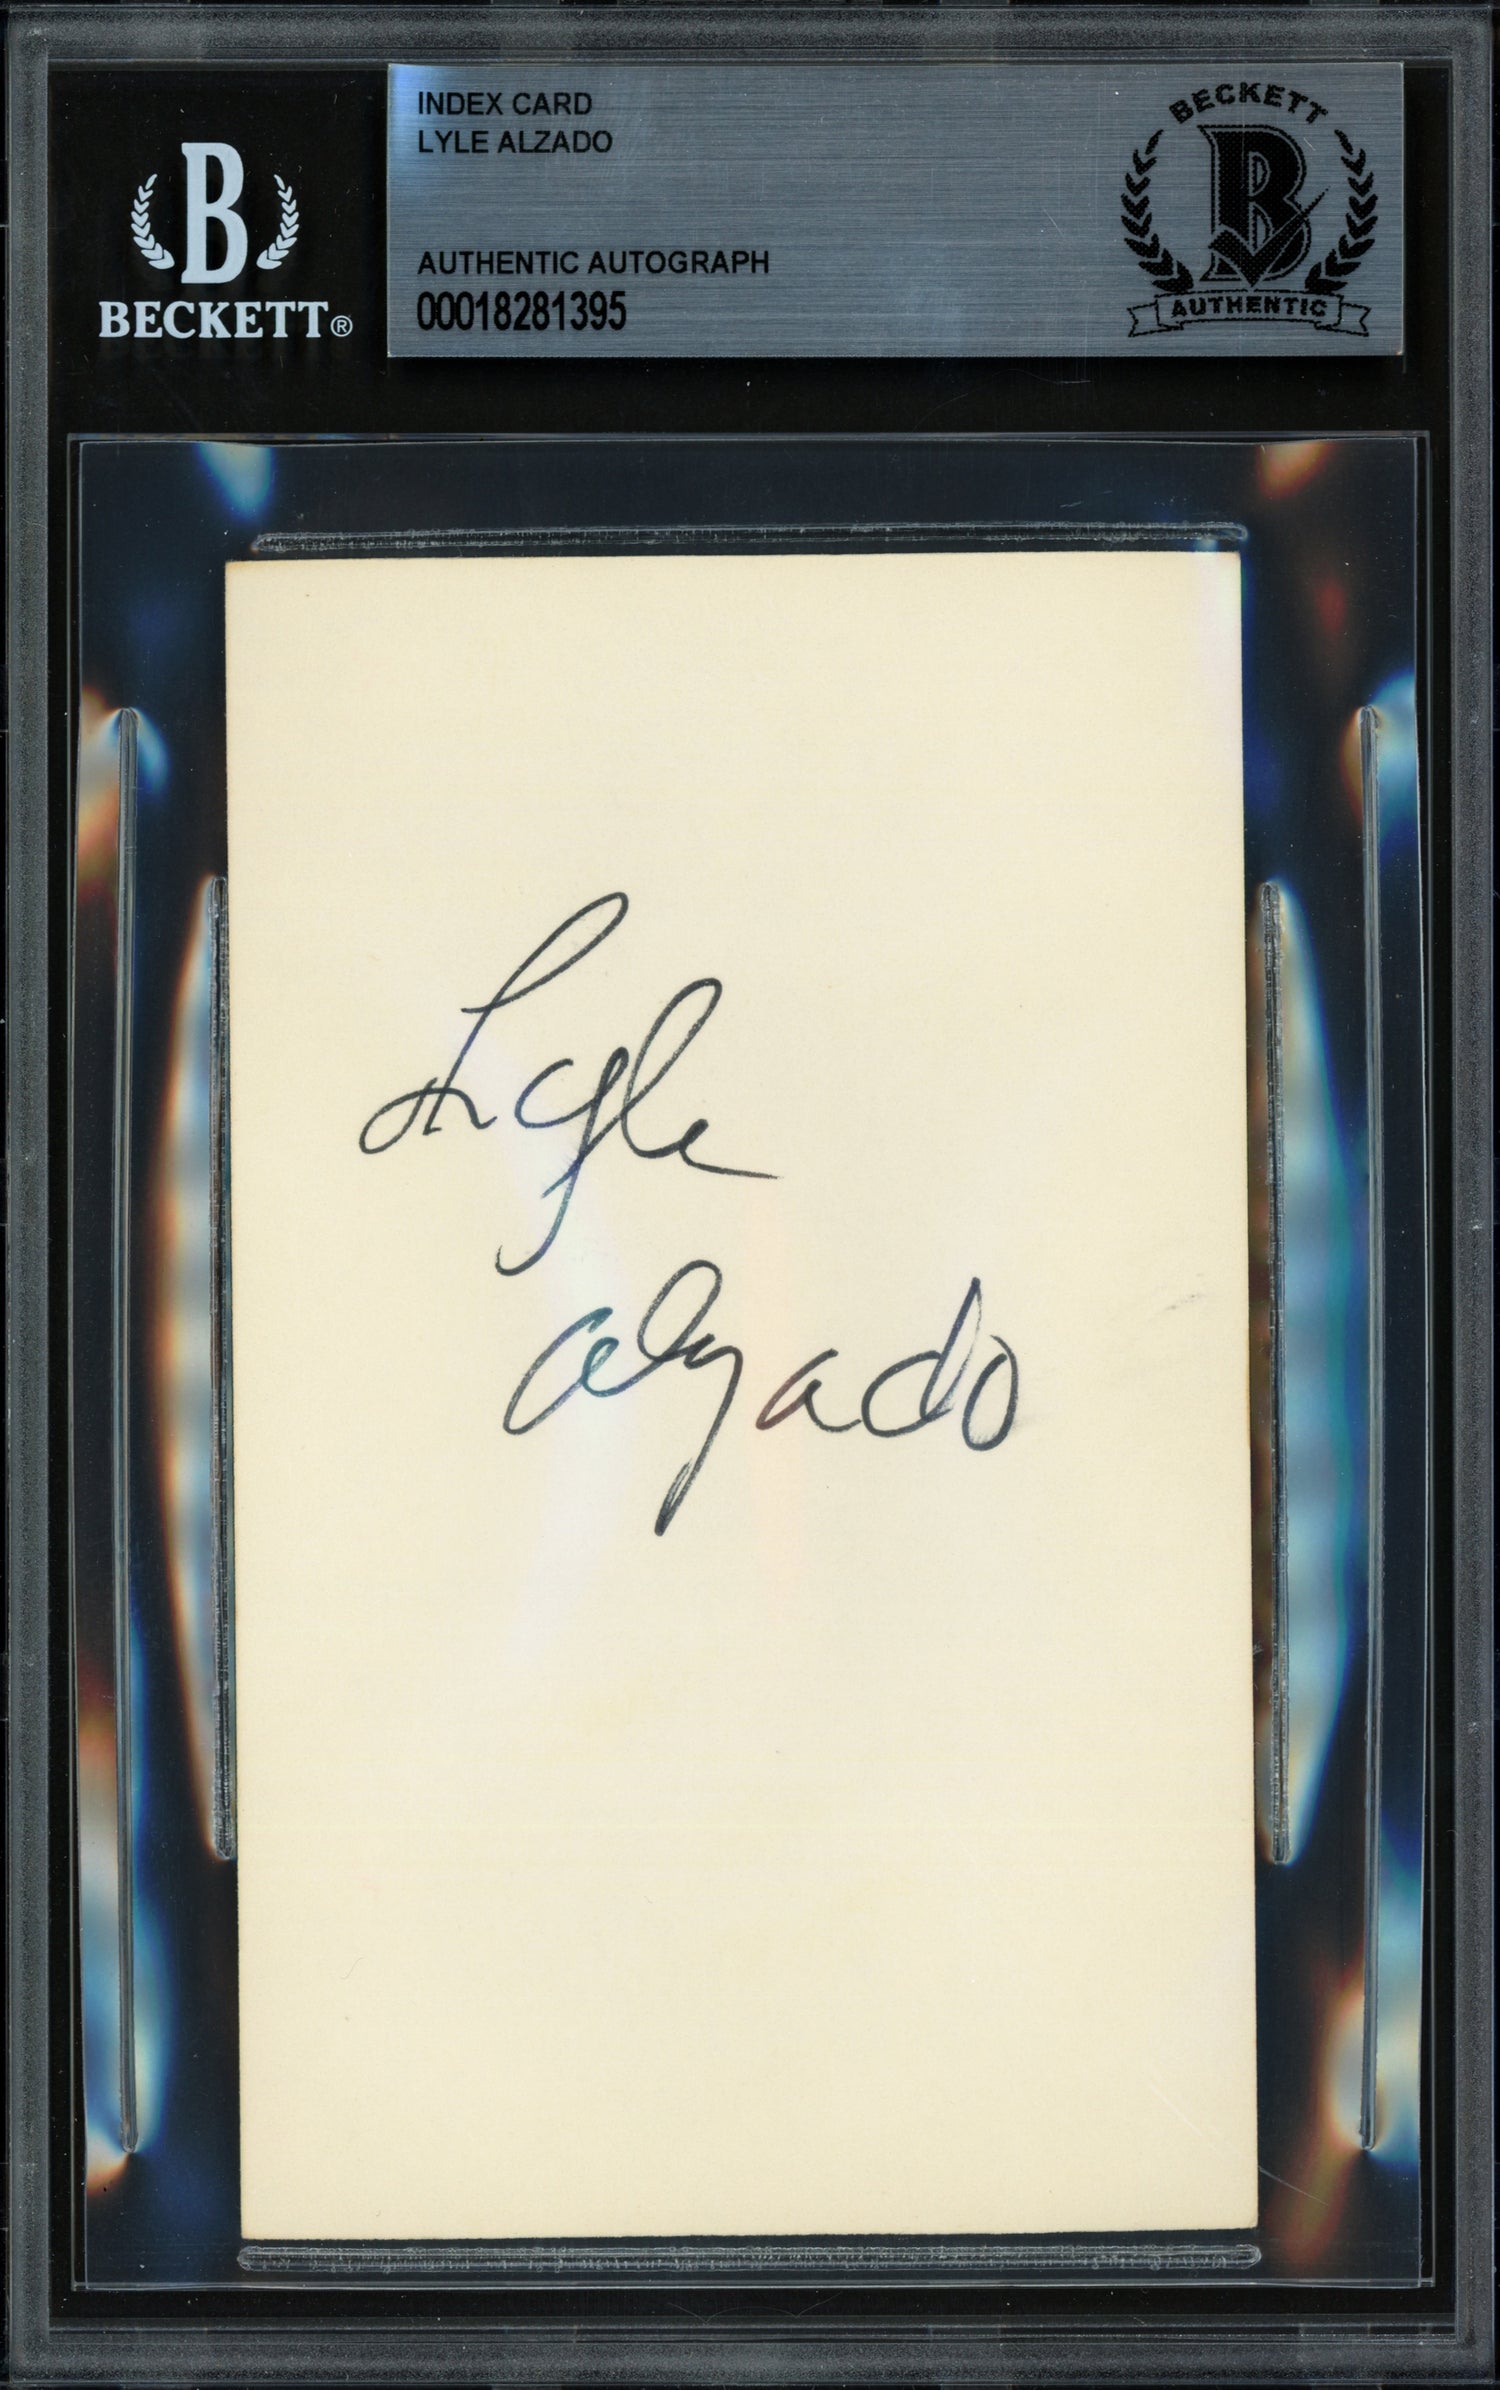 INDEX CARD
LYLE ALZADO
AUTHENTIC AUTOGRAPH
00018281395
B
BECKETT®
BECKETT
B
AUTHENTIC
Lyle
Alzado